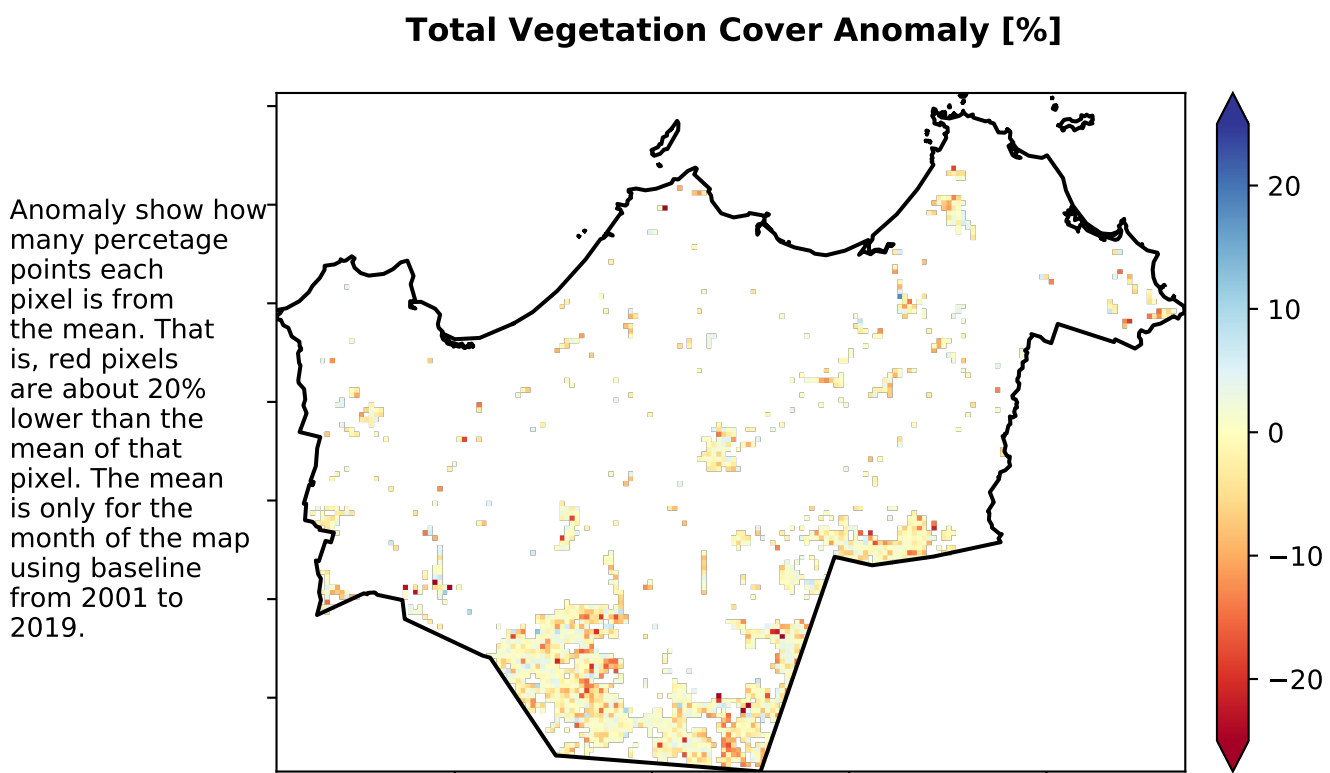 Total Vegetation Cover Anomaly [%]
Anomaly show how
many percetage
points each
pixel is from
the mean. That
is, red pixels
are about 20%
lower than the
mean of that
pixel. The mean
is only for the
month of the map
using baseline
from 2001 to
2019.
20
10
0
−10
−20